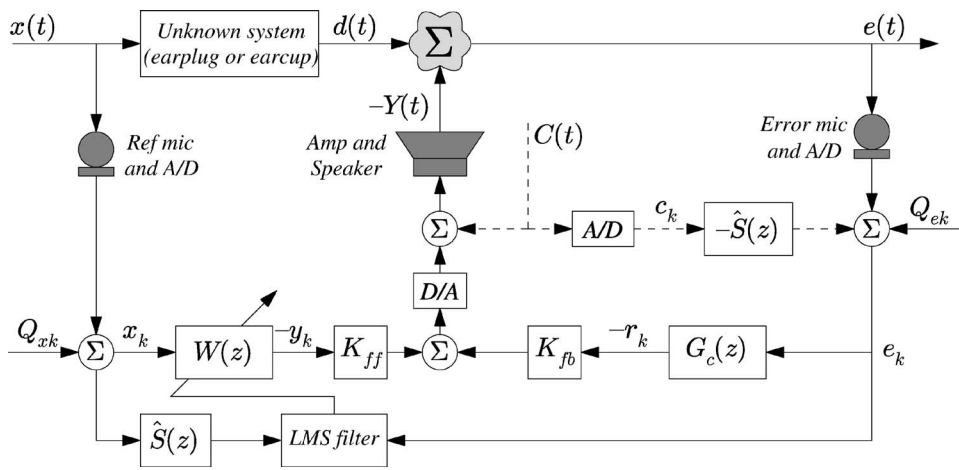 x(t)
Unknown system
(earplug or earcup)
d(t)
Σ
e(t)
−Y(t)
Ref mic
and A/D
Amp and
Speaker
C(t)
Error mic
and A/D
Σ
A/D
c_k
−Ŝ(z)
Σ
Q_ek
D/A
Q_xk
Σ
x_k
W(z)
−y_k
K_ff
Σ
K_fb
−r_k
G_c(z)
e_k
Ŝ(z)
LMS filter